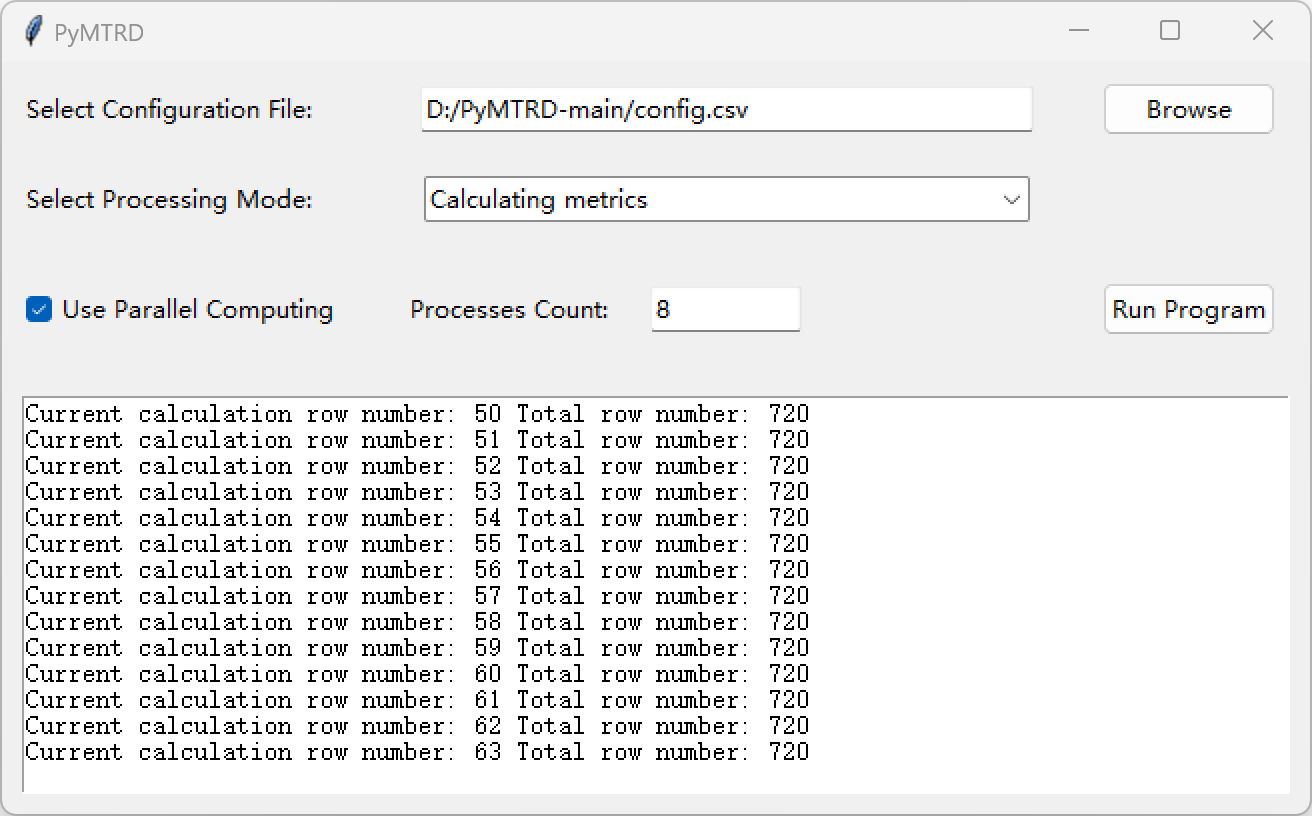 PyMTRD
Select Configuration File: D:/PyMTRD-main/config.csv Browse
Select Processing Mode: Calculating metrics
Use Parallel Computing Processes Count: 8 Run Program
Current calculation row number: 50 Total row number: 720
Current calculation row number: 51 Total row number: 720
Current calculation row number: 52 Total row number: 720
Current calculation row number: 53 Total row number: 720
Current calculation row number: 54 Total row number: 720
Current calculation row number: 55 Total row number: 720
Current calculation row number: 56 Total row number: 720
Current calculation row number: 57 Total row number: 720
Current calculation row number: 58 Total row number: 720
Current calculation row number: 59 Total row number: 720
Current calculation row number: 60 Total row number: 720
Current calculation row number: 61 Total row number: 720
Current calculation row number: 62 Total row number: 720
Current calculation row number: 63 Total row number: 720